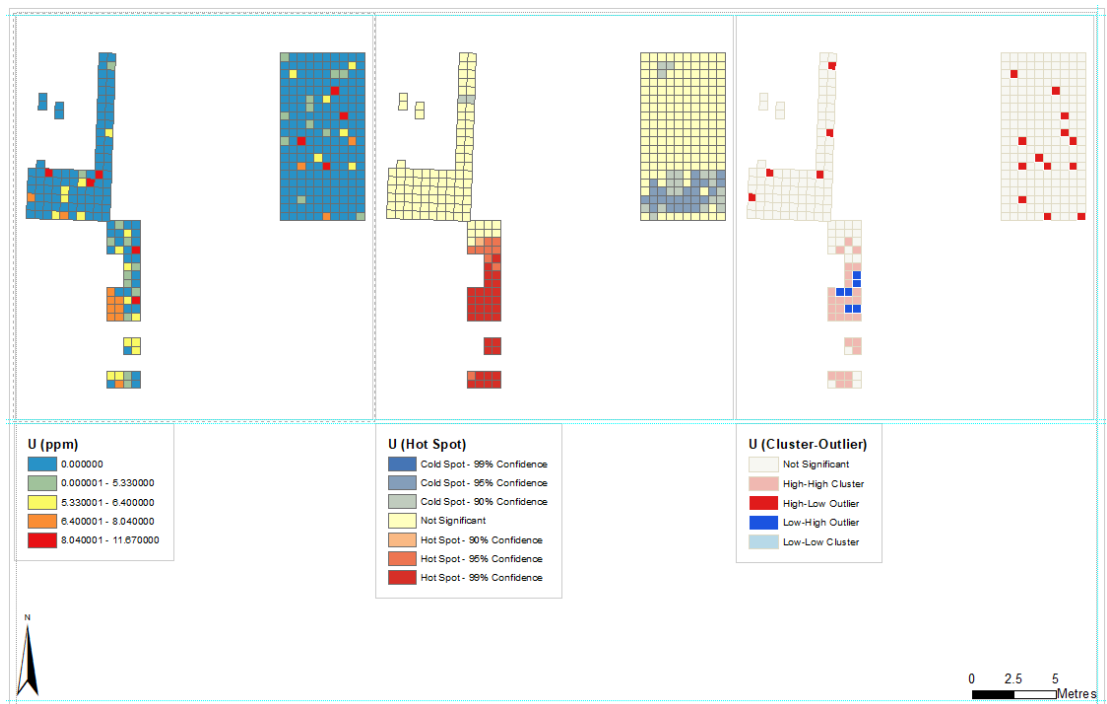 U (ppm)
0.000000
0.000001 - 5.330000
5.330001 - 6.400000
6.400001 - 8.040000
8.040001 - 11.670000
U (Hot Spot)
Cold Spot - 99% Confidence
Cold Spot - 95% Confidence
Cold Spot - 90% Confidence
Not Significant
Hot Spot - 90% Confidence
Hot Spot - 95% Confidence
Hot Spot - 99% Confidence
U (Cluster-Outlier)
Not Significant
High-High Cluster
High-Low Outlier
Low-High Outlier
Low-Low Cluster
N
0 2.5 5
Metres